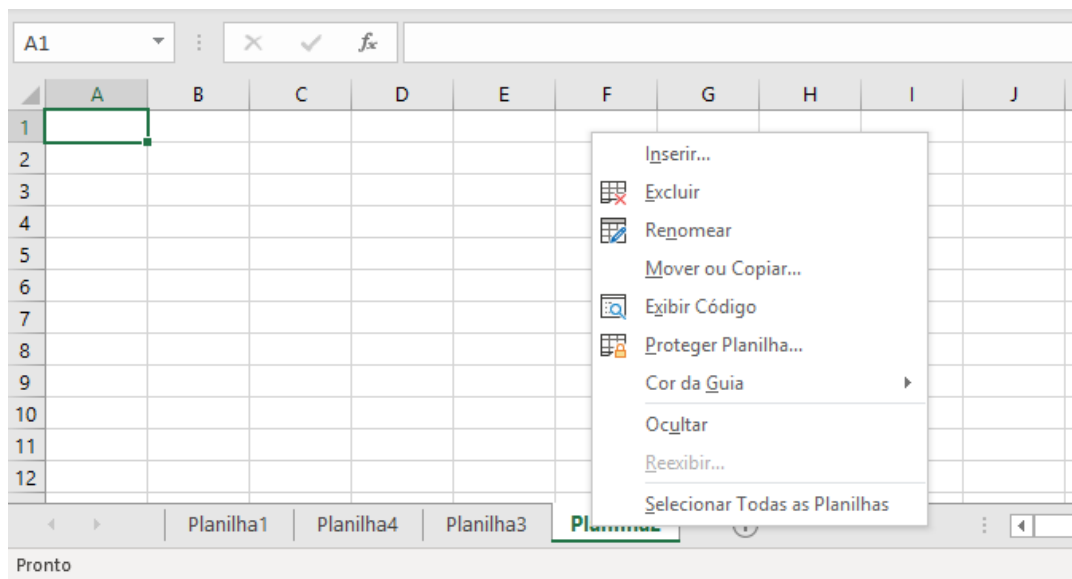 A1
fx
A B C D E F G H I J
1
2
3
4
5
6
7
8
9
10
11
12
Inserir...
Excluir
Renomear
Mover ou Copiar...
Exibir Código
Proteger Planilha...
Cor da Guia
Ocultar
Reexibir...
Selecionar Todas as Planilhas
Planilha1 Planilha4 Planilha3 Planilha2
Pronto